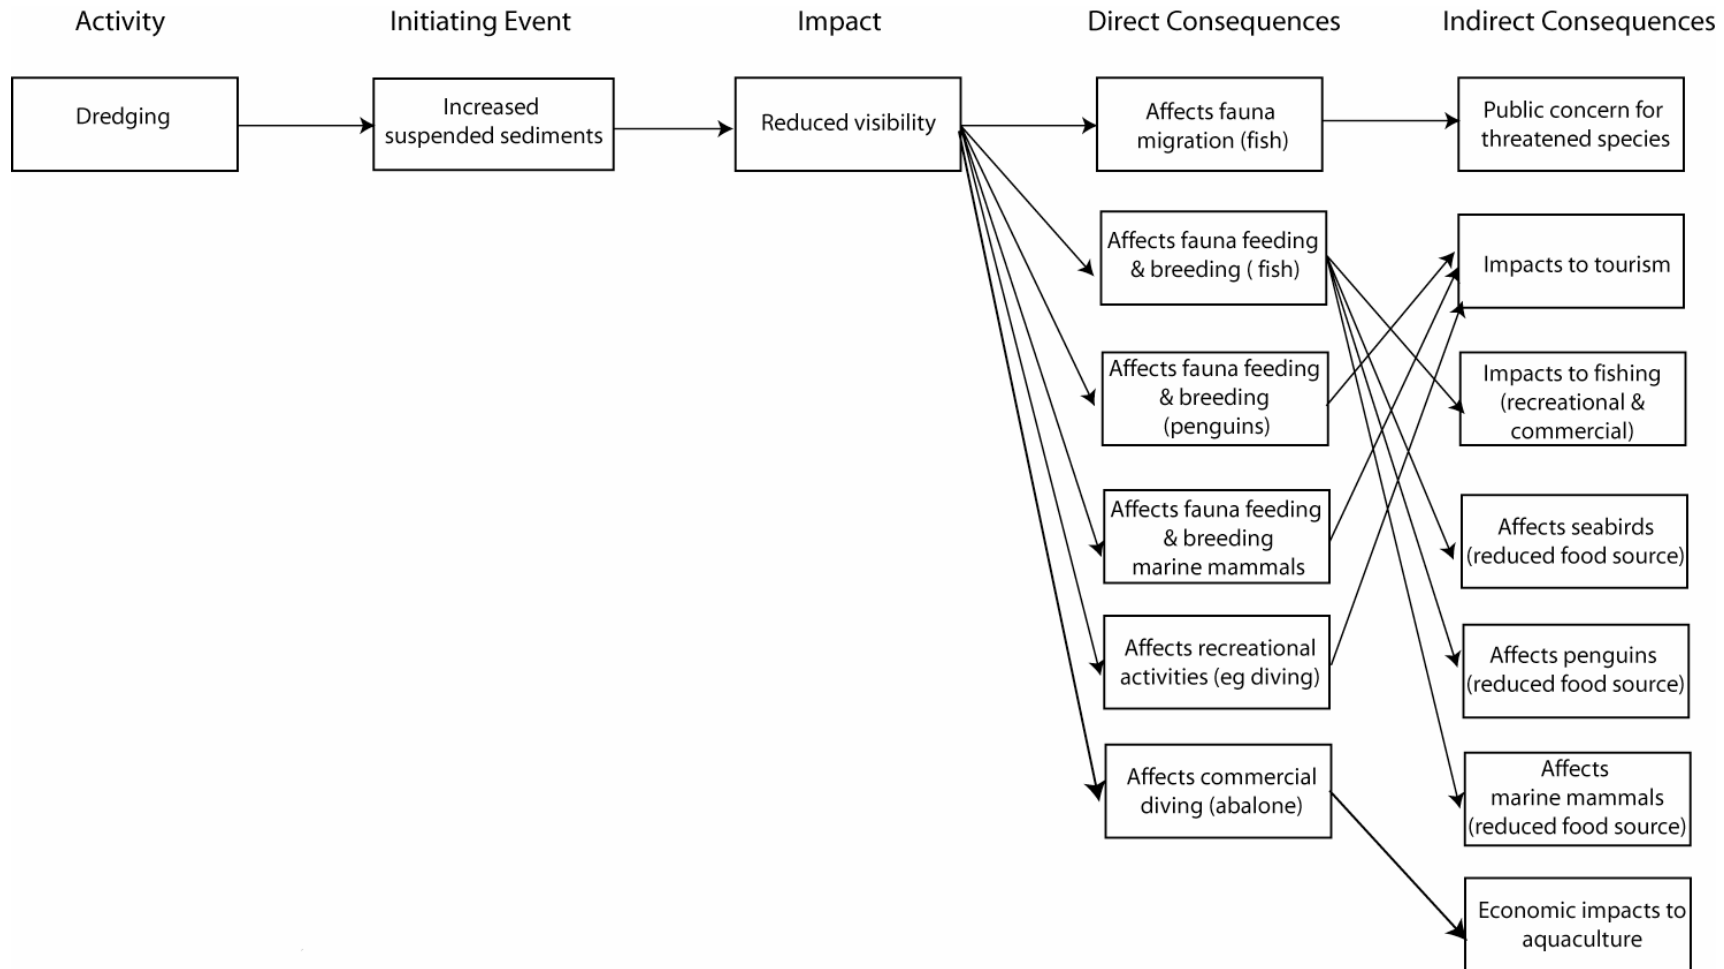 Activity
Initiating Event
Impact
Direct Consequences
Indirect Consequences
Dredging
Increased
suspended sediments
Reduced visibility
Affects fauna
migration (fish)
Public concern for
threatened species
Affects fauna feeding
& breeding ( fish)
Impacts to tourism
Affects fauna feeding
& breeding
(penguins)
Impacts to fishing
(recreational &
commercial)
Affects fauna feeding
& breeding
marine mammals
Affects seabirds
(reduced food source)
Affects recreational
activities (eg diving)
Affects penguins
(reduced food source)
Affects commercial
diving (abalone)
Affects
marine mammals
(reduced food source)
Economic impacts to
aquaculture